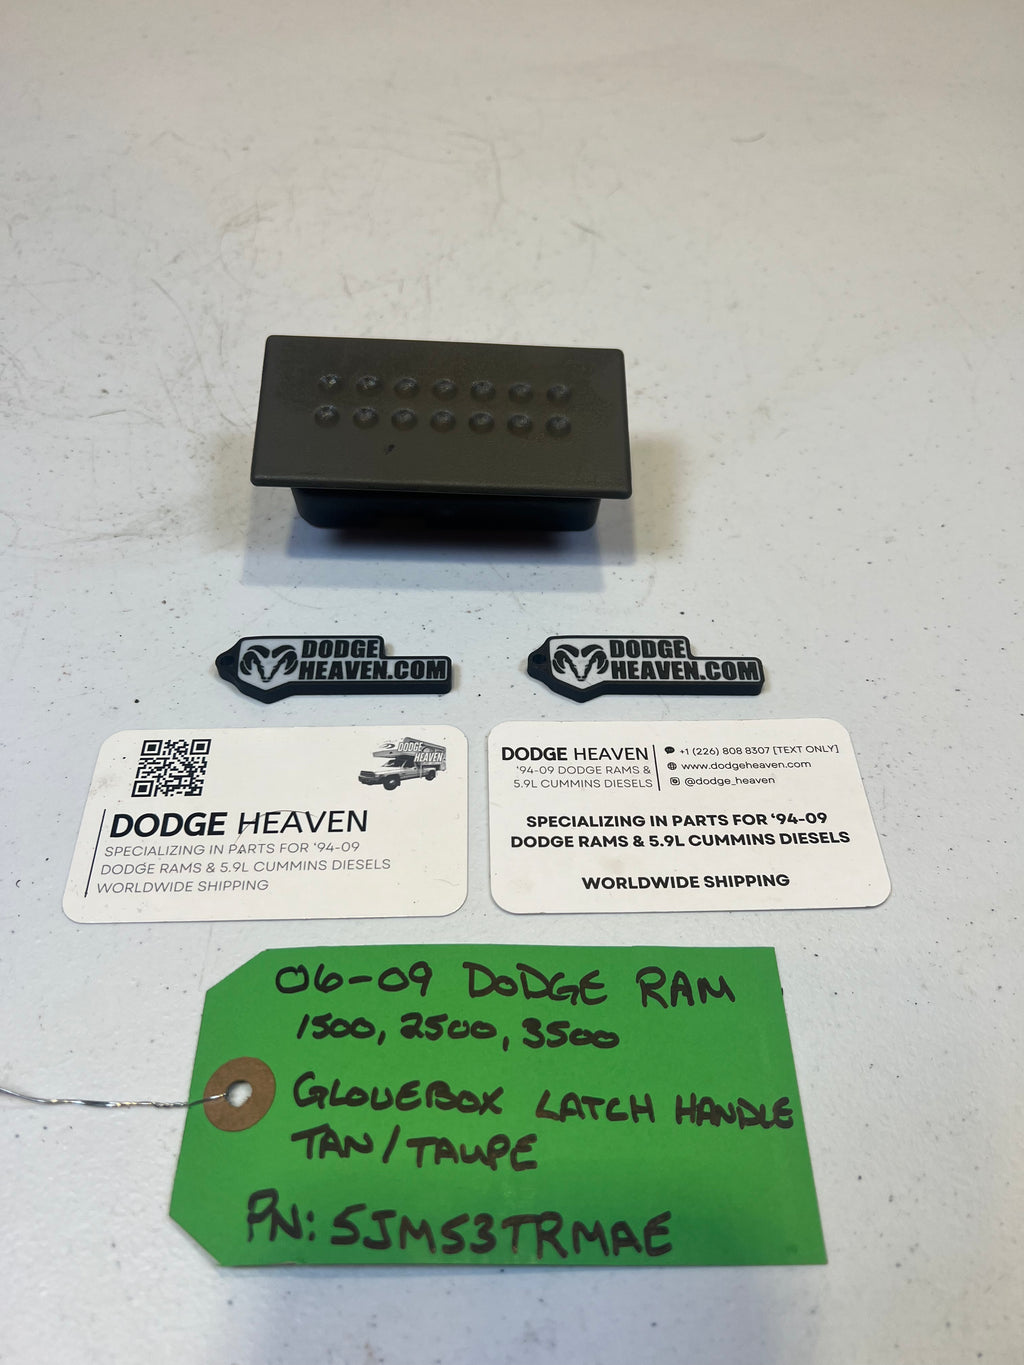 DODGE
HEAVEN.COM
DODGE
HEAVEN.COM
DODGE
HEAVEN
DODGE HEAVEN
SPECIALIZING IN PARTS FOR '94-09
DODGE RAMS & 5.9L CUMMINS DIESELS
WORLDWIDE SHIPPING
DODGE HEAVEN
'94-09 DODGE RAMS &
5.9L CUMMINS DIESELS
+1 (226) 808 8307 [TEXT ONLY]
www.dodgeheaven.com
@dodge_heaven
SPECIALIZING IN PARTS FOR '94-09
DODGE RAMS & 5.9L CUMMINS DIESELS
WORLDWIDE SHIPPING
06-09 DODGE RAM
1500, 2500, 3500
GLOVEBOX LATCH HANDLE
TAN/TAUPE
PN: 5JM53TRMAE